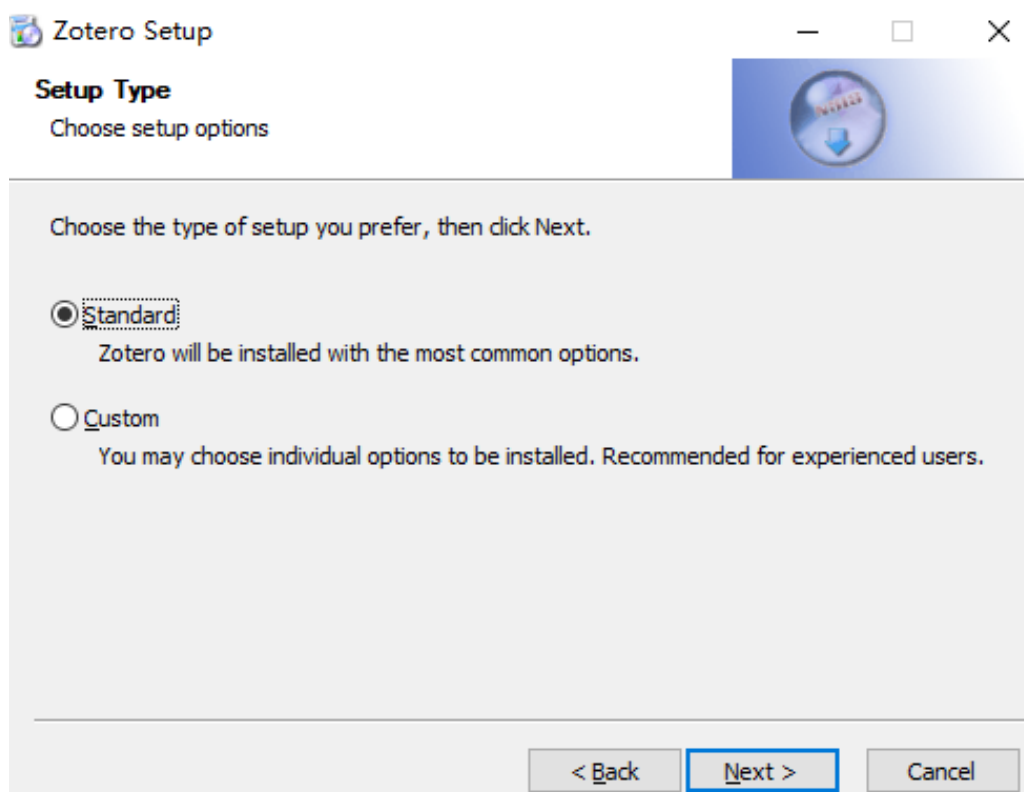 Zotero Setup
Setup Type
Choose setup options
Choose the type of setup you prefer, then click Next.
Standard
Zotero will be installed with the most common options.
Custom
You may choose individual options to be installed. Recommended for experienced users.
< Back
Next >
Cancel